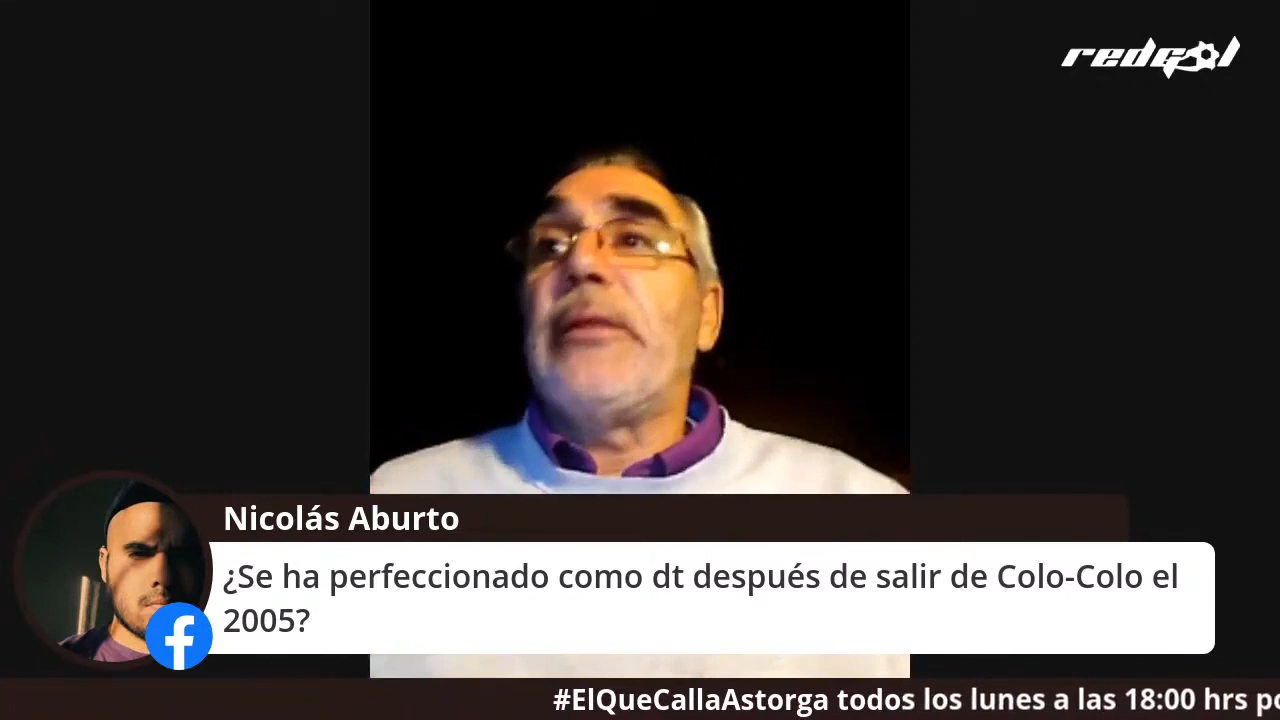 redgol
Nicolás Aburto
¿Se ha perfeccionado como dt después de salir de Colo-Colo el
2005?
#ElQueCallaAstorga todos los lunes a las 18:00 hrs